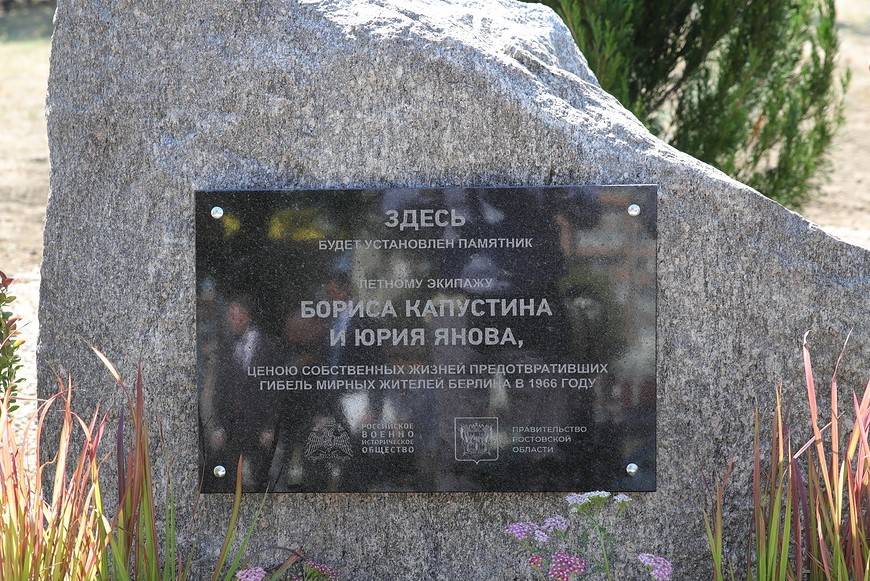 ЗДЕСЬ
БУДЕТ УСТАНОВЛЕН ПАМЯТНИК
ЛЕТНОМУ ЭКИПАЖУ
БОРИСА КАПУСТИНА
И ЮРИЯ ЯНОВА,
ЦЕНОЮ СОБСТВЕННЫХ ЖИЗНЕЙ ПРЕДОТВРАТИВШИХ
ГИБЕЛЬ МИРНЫХ ЖИТЕЛЕЙ БЕРЛИНА В 1966 ГОДУ
РОССИЙСКОЕ
ВОЕННО
ИСТОРИЧЕСКОЕ
ОБЩЕСТВО
ПРАВИТЕЛЬСТВО
РОСТОВСКОЙ
ОБЛАСТИ